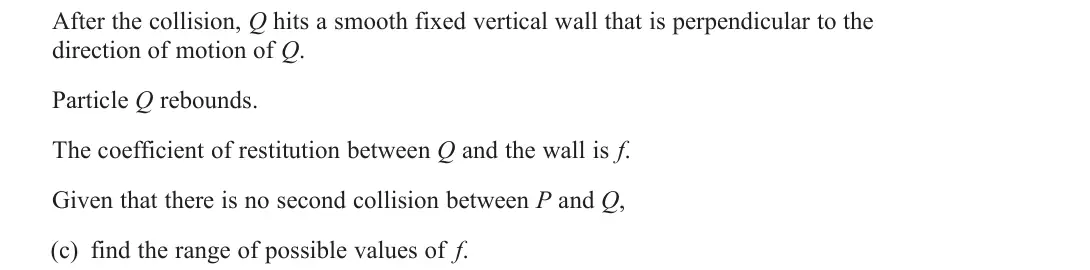 After the collision, Q hits a smooth fixed vertical wall that is perpendicular to the
direction of motion of Q.
Particle Q rebounds.
The coefficient of restitution between Q and the wall is f.
Given that there is no second collision between P and Q,
(c) find the range of possible values of f.